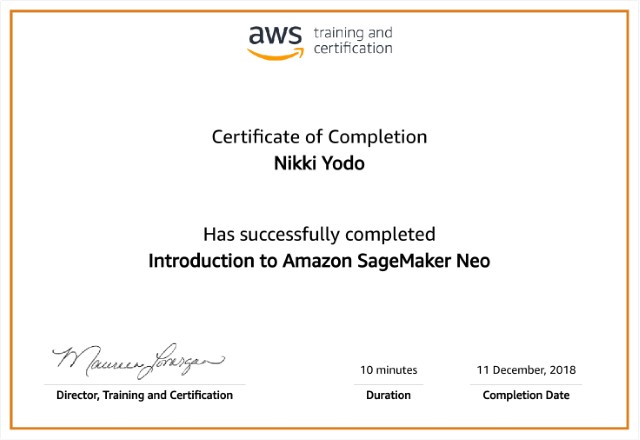 aws training and
certification
Certificate of Completion
Nikki Yodo
Has successfully completed
Introduction to Amazon SageMaker Neo
Maureen Lonergan
10 minutes
11 December, 2018
Director, Training and Certification
Duration
Completion Date